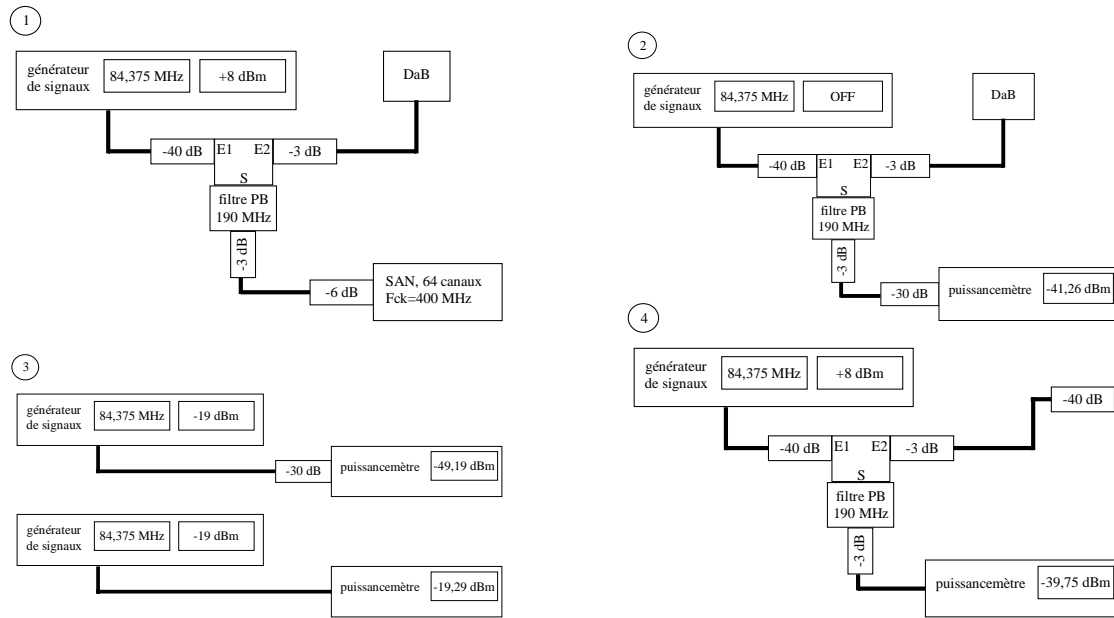 1
générateur
de signaux
84,375 MHz
+8 dBm
DaB
-40 dB
E1
E2
-3 dB
S
filtre PB
190 MHz
-3 dB
-6 dB
SAN, 64 canaux
Fck=400 MHz
2
générateur
de signaux
84,375 MHz
OFF
DaB
-40 dB
E1
E2
-3 dB
S
filtre PB
190 MHz
-3 dB
-30 dB
puissancemètre
-41,26 dBm
3
générateur
de signaux
84,375 MHz
-19 dBm
-30 dB
puissancemètre
-49,19 dBm
générateur
de signaux
84,375 MHz
-19 dBm
puissancemètre
-19,29 dBm
4
générateur
de signaux
84,375 MHz
+8 dBm
-40 dB
-40 dB
E1
E2
-3 dB
S
filtre PB
190 MHz
-3 dB
puissancemètre
-39,75 dBm